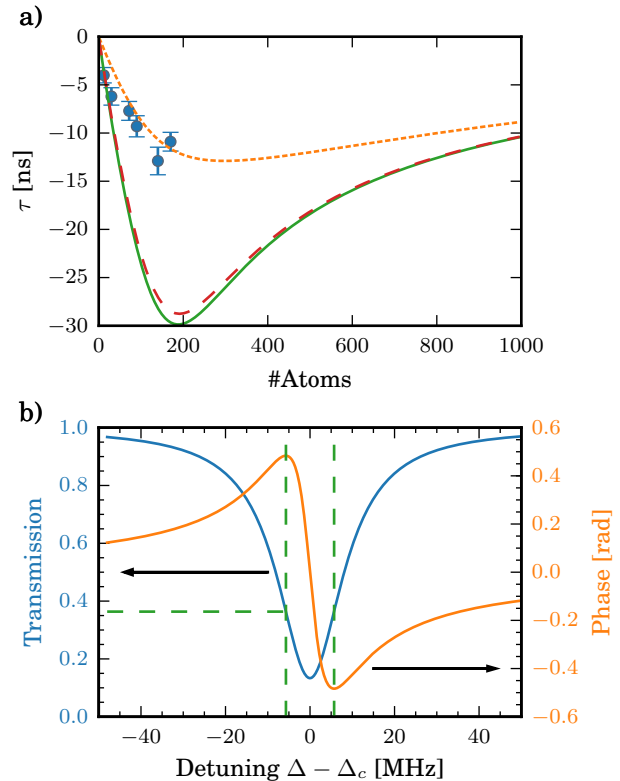 a)
0
−5
−10
−15
−20
−25
−30
τ [ns]
0 200 400 600 800 1000
#Atoms
b)
1.0
0.8
0.6
0.4
0.2
0.0
Transmission
0.6
0.4
0.2
0.0
−0.2
−0.4
−0.6
Phase [rad]
−40 −20 0 20 40
Detuning Δ − Δc [MHz]